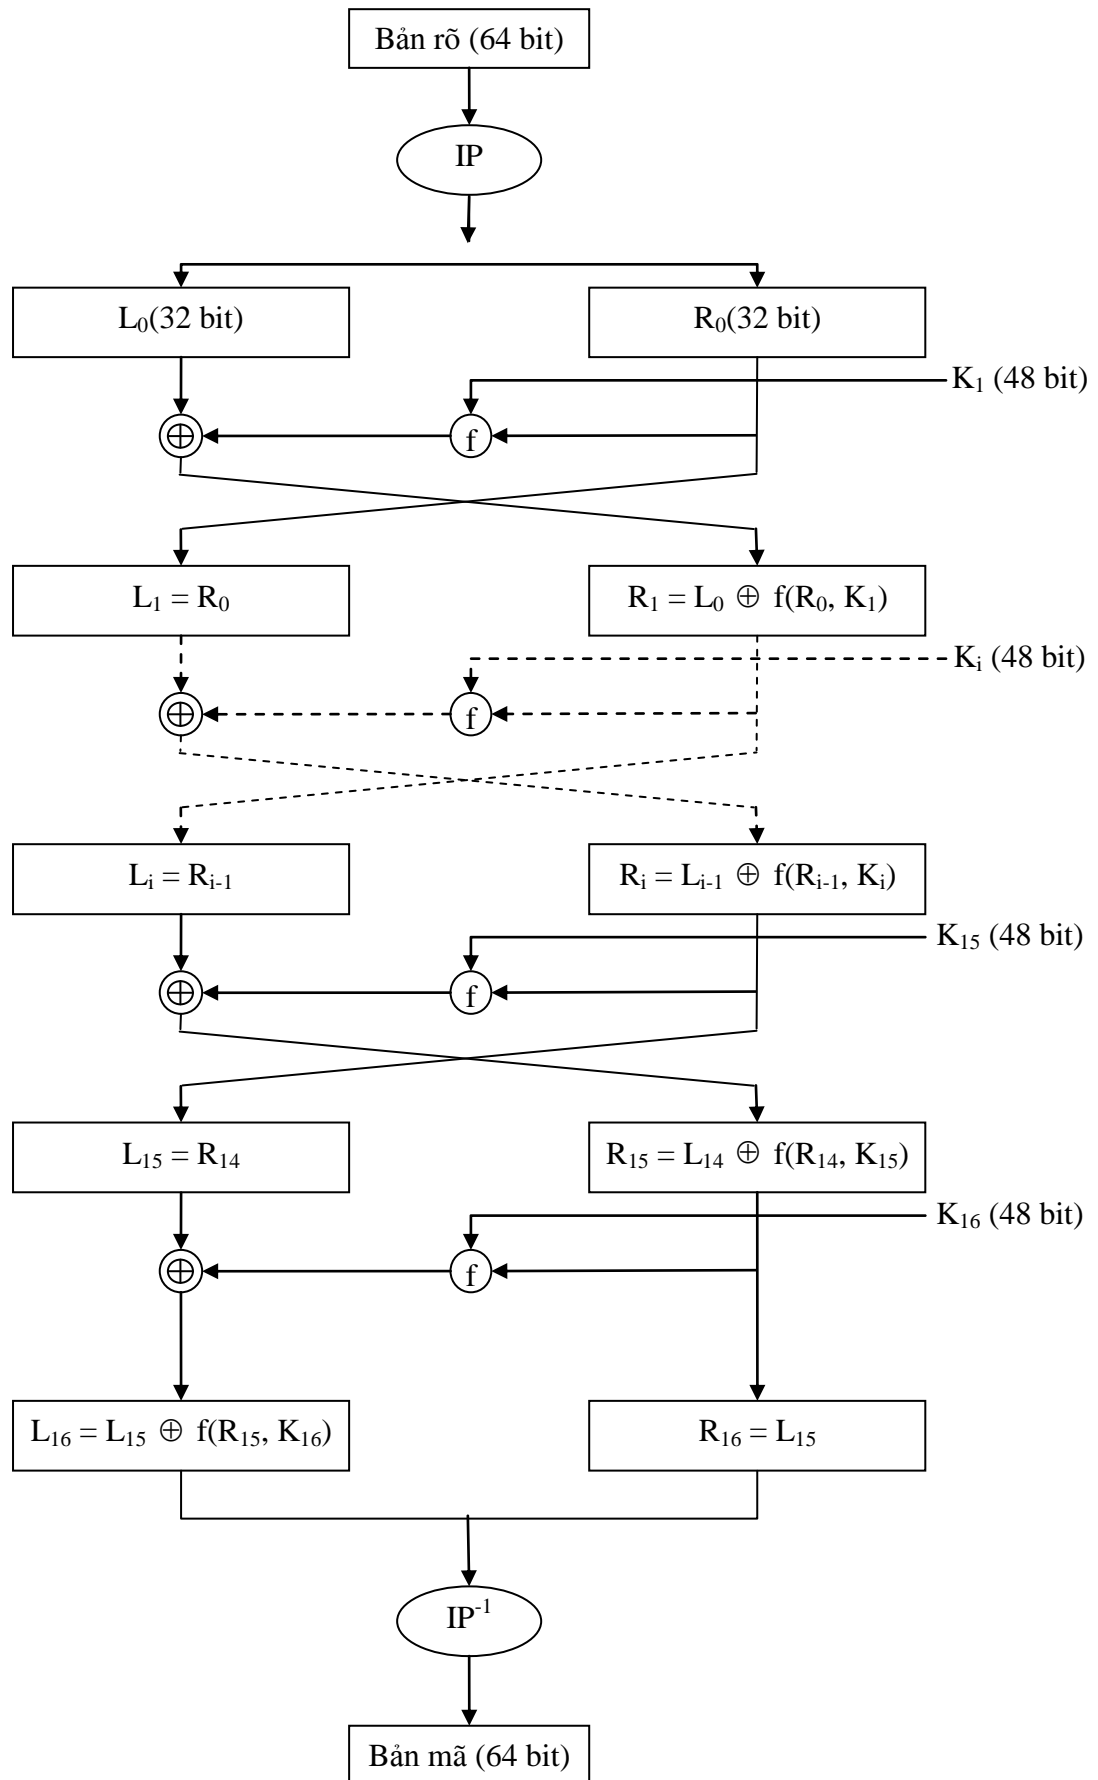 Bản rõ (64 bit)
IP
L₀(32 bit)
R₀(32 bit)
K₁ (48 bit)
⊕
f
L₁ = R₀
R₁ = L₀ ⊕ f(R₀, K₁)
Kᵢ (48 bit)
⊕
f
Lᵢ = Rᵢ₋₁
Rᵢ = Lᵢ₋₁ ⊕ f(Rᵢ₋₁, Kᵢ)
K₁₅ (48 bit)
⊕
f
L₁₅ = R₁₄
R₁₅ = L₁₄ ⊕ f(R₁₄, K₁₅)
K₁₆ (48 bit)
⊕
f
L₁₆ = L₁₅ ⊕ f(R₁₅, K₁₆)
R₁₆ = L₁₅
IP⁻¹
Bản mã (64 bit)